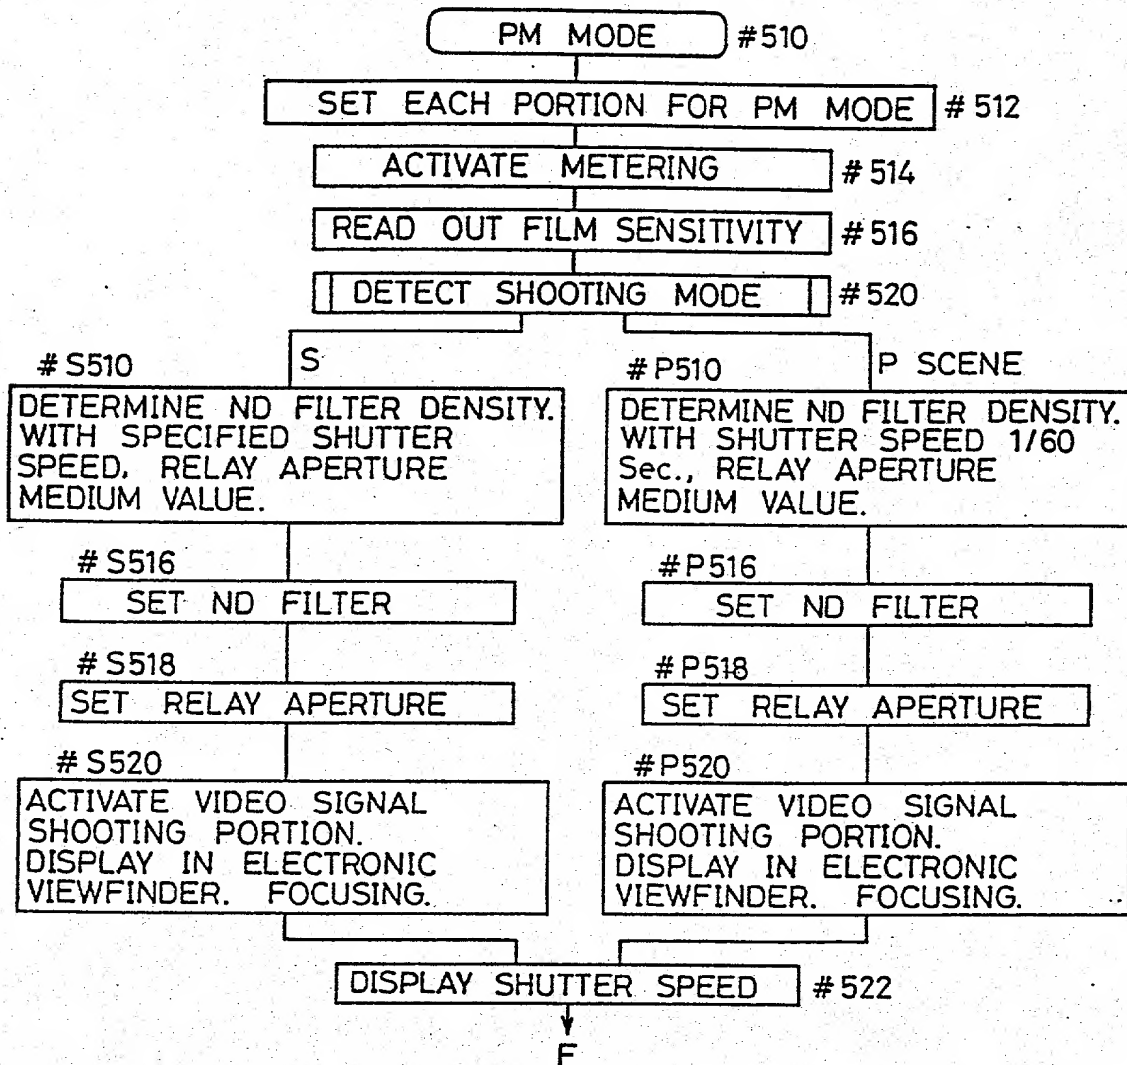 PM MODE #510
SET EACH PORTION FOR PM MODE #512
ACTIVATE METERING #514
READ OUT FILM SENSITIVITY #516
DETECT SHOOTING MODE #520
S
#S510
DETERMINE ND FILTER DENSITY.
WITH SPECIFIED SHUTTER
SPEED. RELAY APERTURE
MEDIUM VALUE.
#S516
SET ND FILTER
#S518
SET RELAY APERTURE
#S520
ACTIVATE VIDEO SIGNAL
SHOOTING PORTION.
DISPLAY IN ELECTRONIC
VIEWFINDER. FOCUSING.
P SCENE
#P510
DETERMINE ND FILTER DENSITY.
WITH SHUTTER SPEED 1/60
Sec., RELAY APERTURE
MEDIUM VALUE.
#P516
SET ND FILTER
#P518
SET RELAY APERTURE
#P520
ACTIVATE VIDEO SIGNAL
SHOOTING PORTION.
DISPLAY IN ELECTRONIC
VIEWFINDER. FOCUSING.
DISPLAY SHUTTER SPEED #522
F